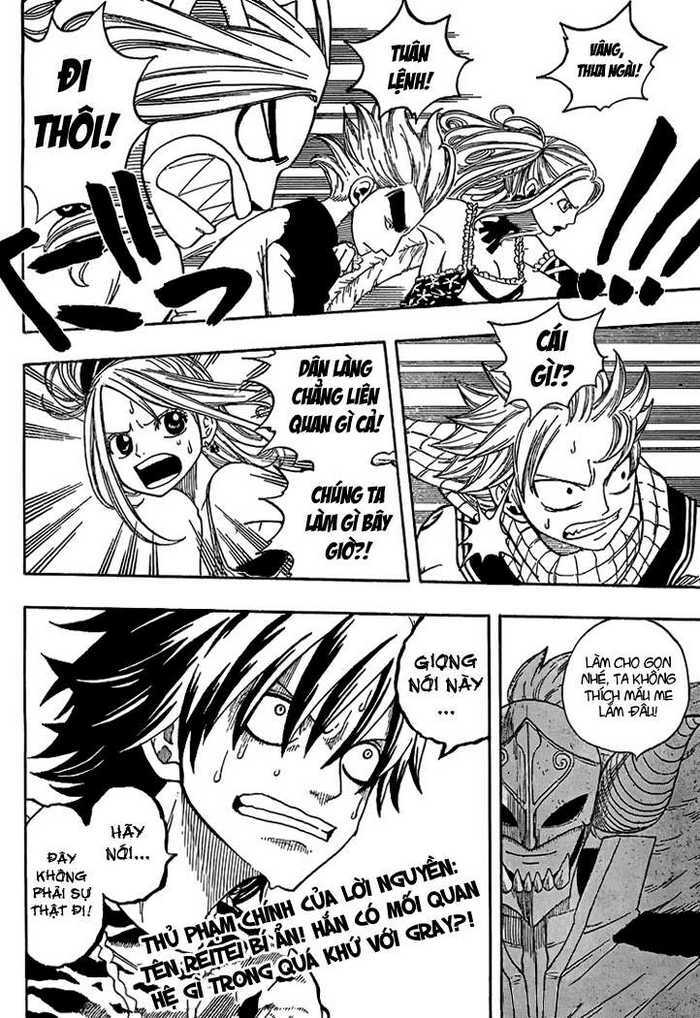 ĐI
THÔI!
TUÂN
LỆNH!
VÂNG,
THƯA NGÀI!
DÂN LÀNG
CHẲNG LIÊN
QUAN GÌ CẢ!
CHÚNG TA
LÀM GÌ BÂY
GIỜ?!
CÁI
GÌ!?
GIỌNG
NÓI NÀY
...
LÀM CHO GỌN
NHÉ, TA KHÔNG
THÍCH MÁU ME
LẮM ĐÂU!
HÃY
NÓI...
ĐẬY
KHÔNG
PHẢI SỰ
THẬT ĐI!
THỦ PHẠM CHÍNH CỦA LỜI NGUYỀN:
TÊN REITEI BÍ ẨN! HẮN CÓ MỐI QUAN
HỆ GÌ TRONG QUÁ KHỨ VỚI GRAY?!